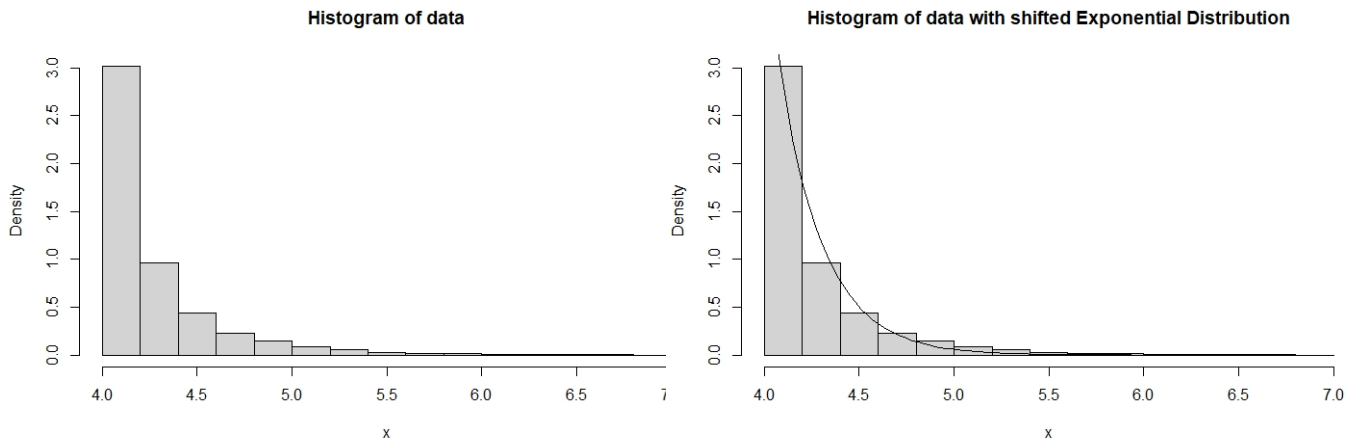 Histogram of data
Density
3.0
2.5
2.0
1.5
1.0
0.5
0.0
4.0 4.5 5.0 5.5 6.0 6.5 7
x
Histogram of data with shifted Exponential Distribution
Density
3.0
2.5
2.0
1.5
1.0
0.5
0.0
4.0 4.5 5.0 5.5 6.0 6.5 7.0
x